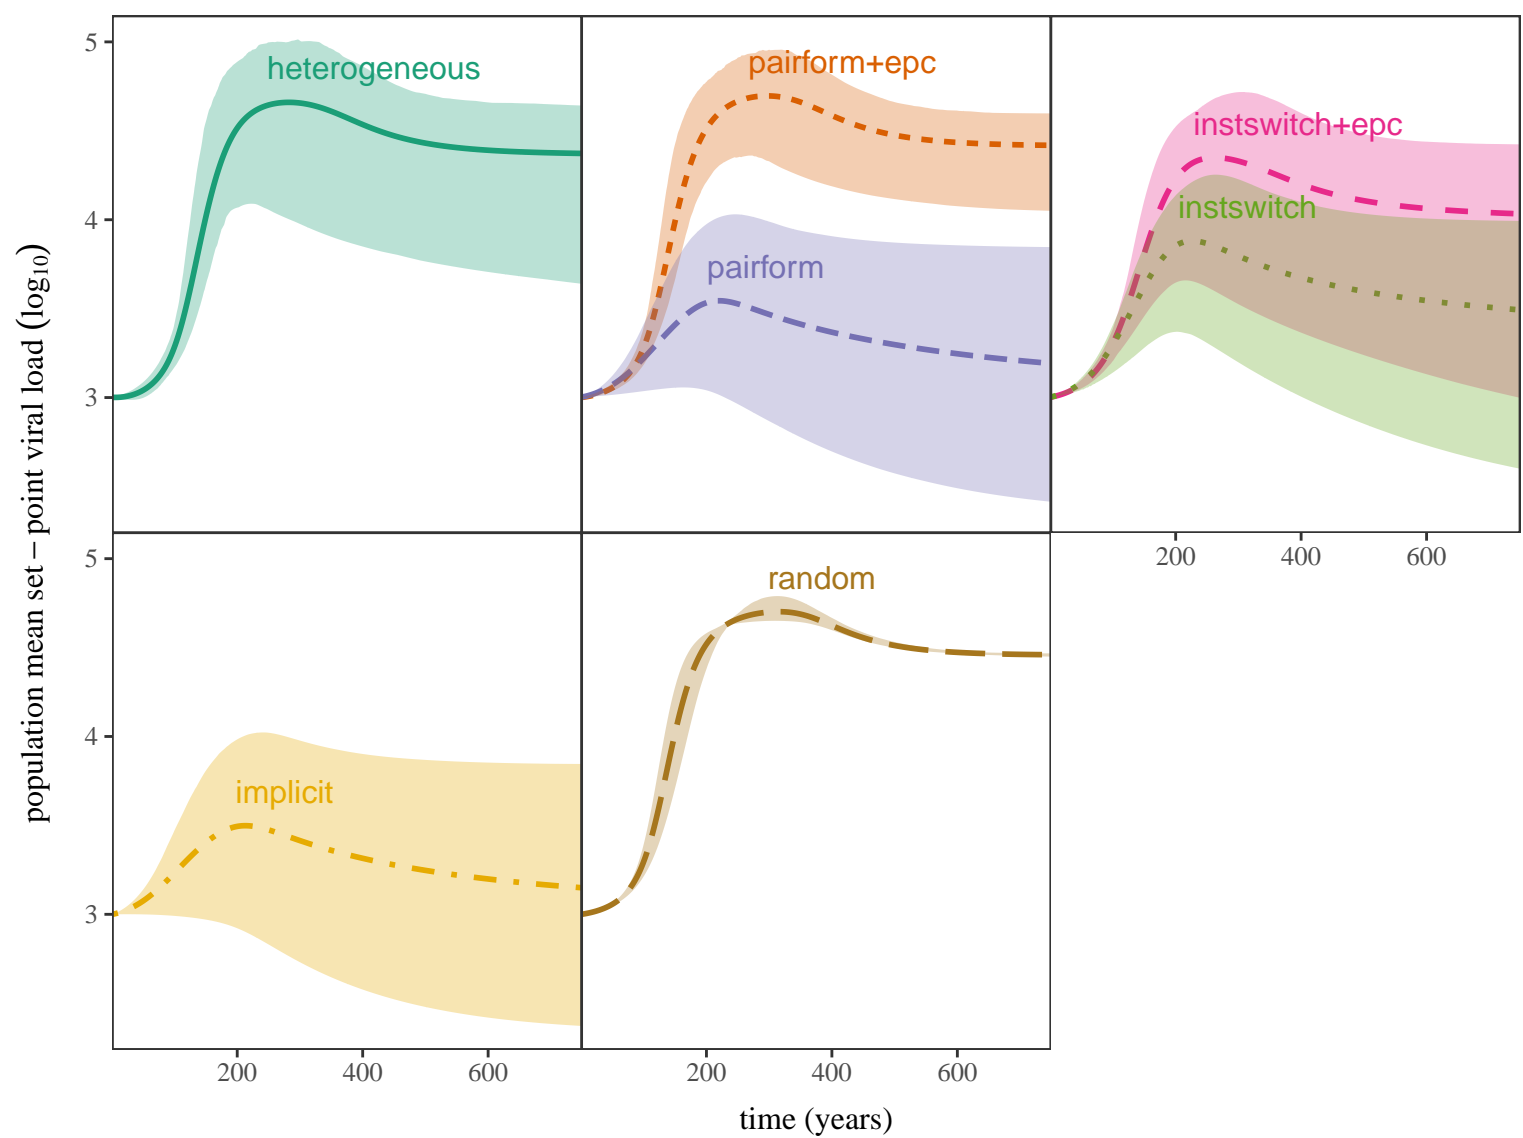 population mean set − point viral load (log10)
5
4
3
heterogeneous
pairform+epc
pairform
instswitch+epc
instswitch
200
400
600
5
4
3
implicit
random
200
400
600
200
400
600
time (years)